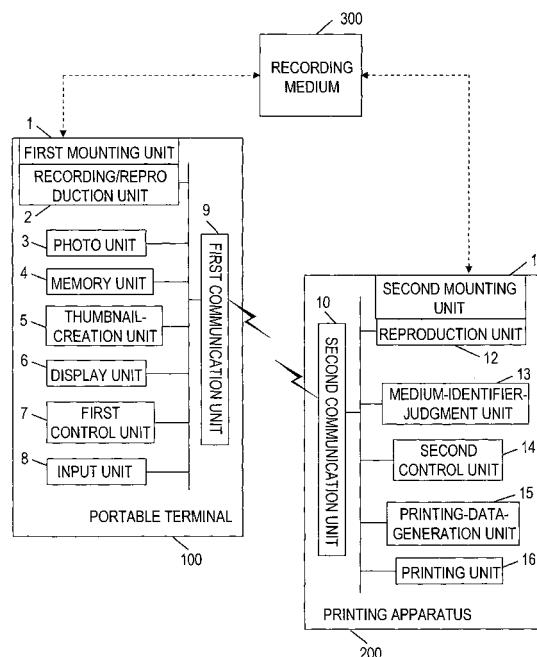 300
RECORDING
MEDIUM
1
FIRST MOUNTING UNIT
RECORDING/REPRO
DUCTION UNIT
2
3
PHOTO UNIT
4
MEMORY UNIT
5
THUMBNAIL-
CREATION UNIT
6
DISPLAY UNIT
7
FIRST
CONTROL UNIT
8
INPUT UNIT
9
FIRST COMMUNICATION UNIT
PORTABLE TERMINAL
100
10
SECOND COMMUNICATION UNIT
1
SECOND MOUNTING
UNIT
REPRODUCTION UNIT
12
13
MEDIUM-IDENTIFIER-
JUDGMENT UNIT
SECOND
CONTROL UNIT
14
15
PRINTING-DATA-
GENERATION UNIT
PRINTING UNIT
16
PRINTING APPARATUS
200